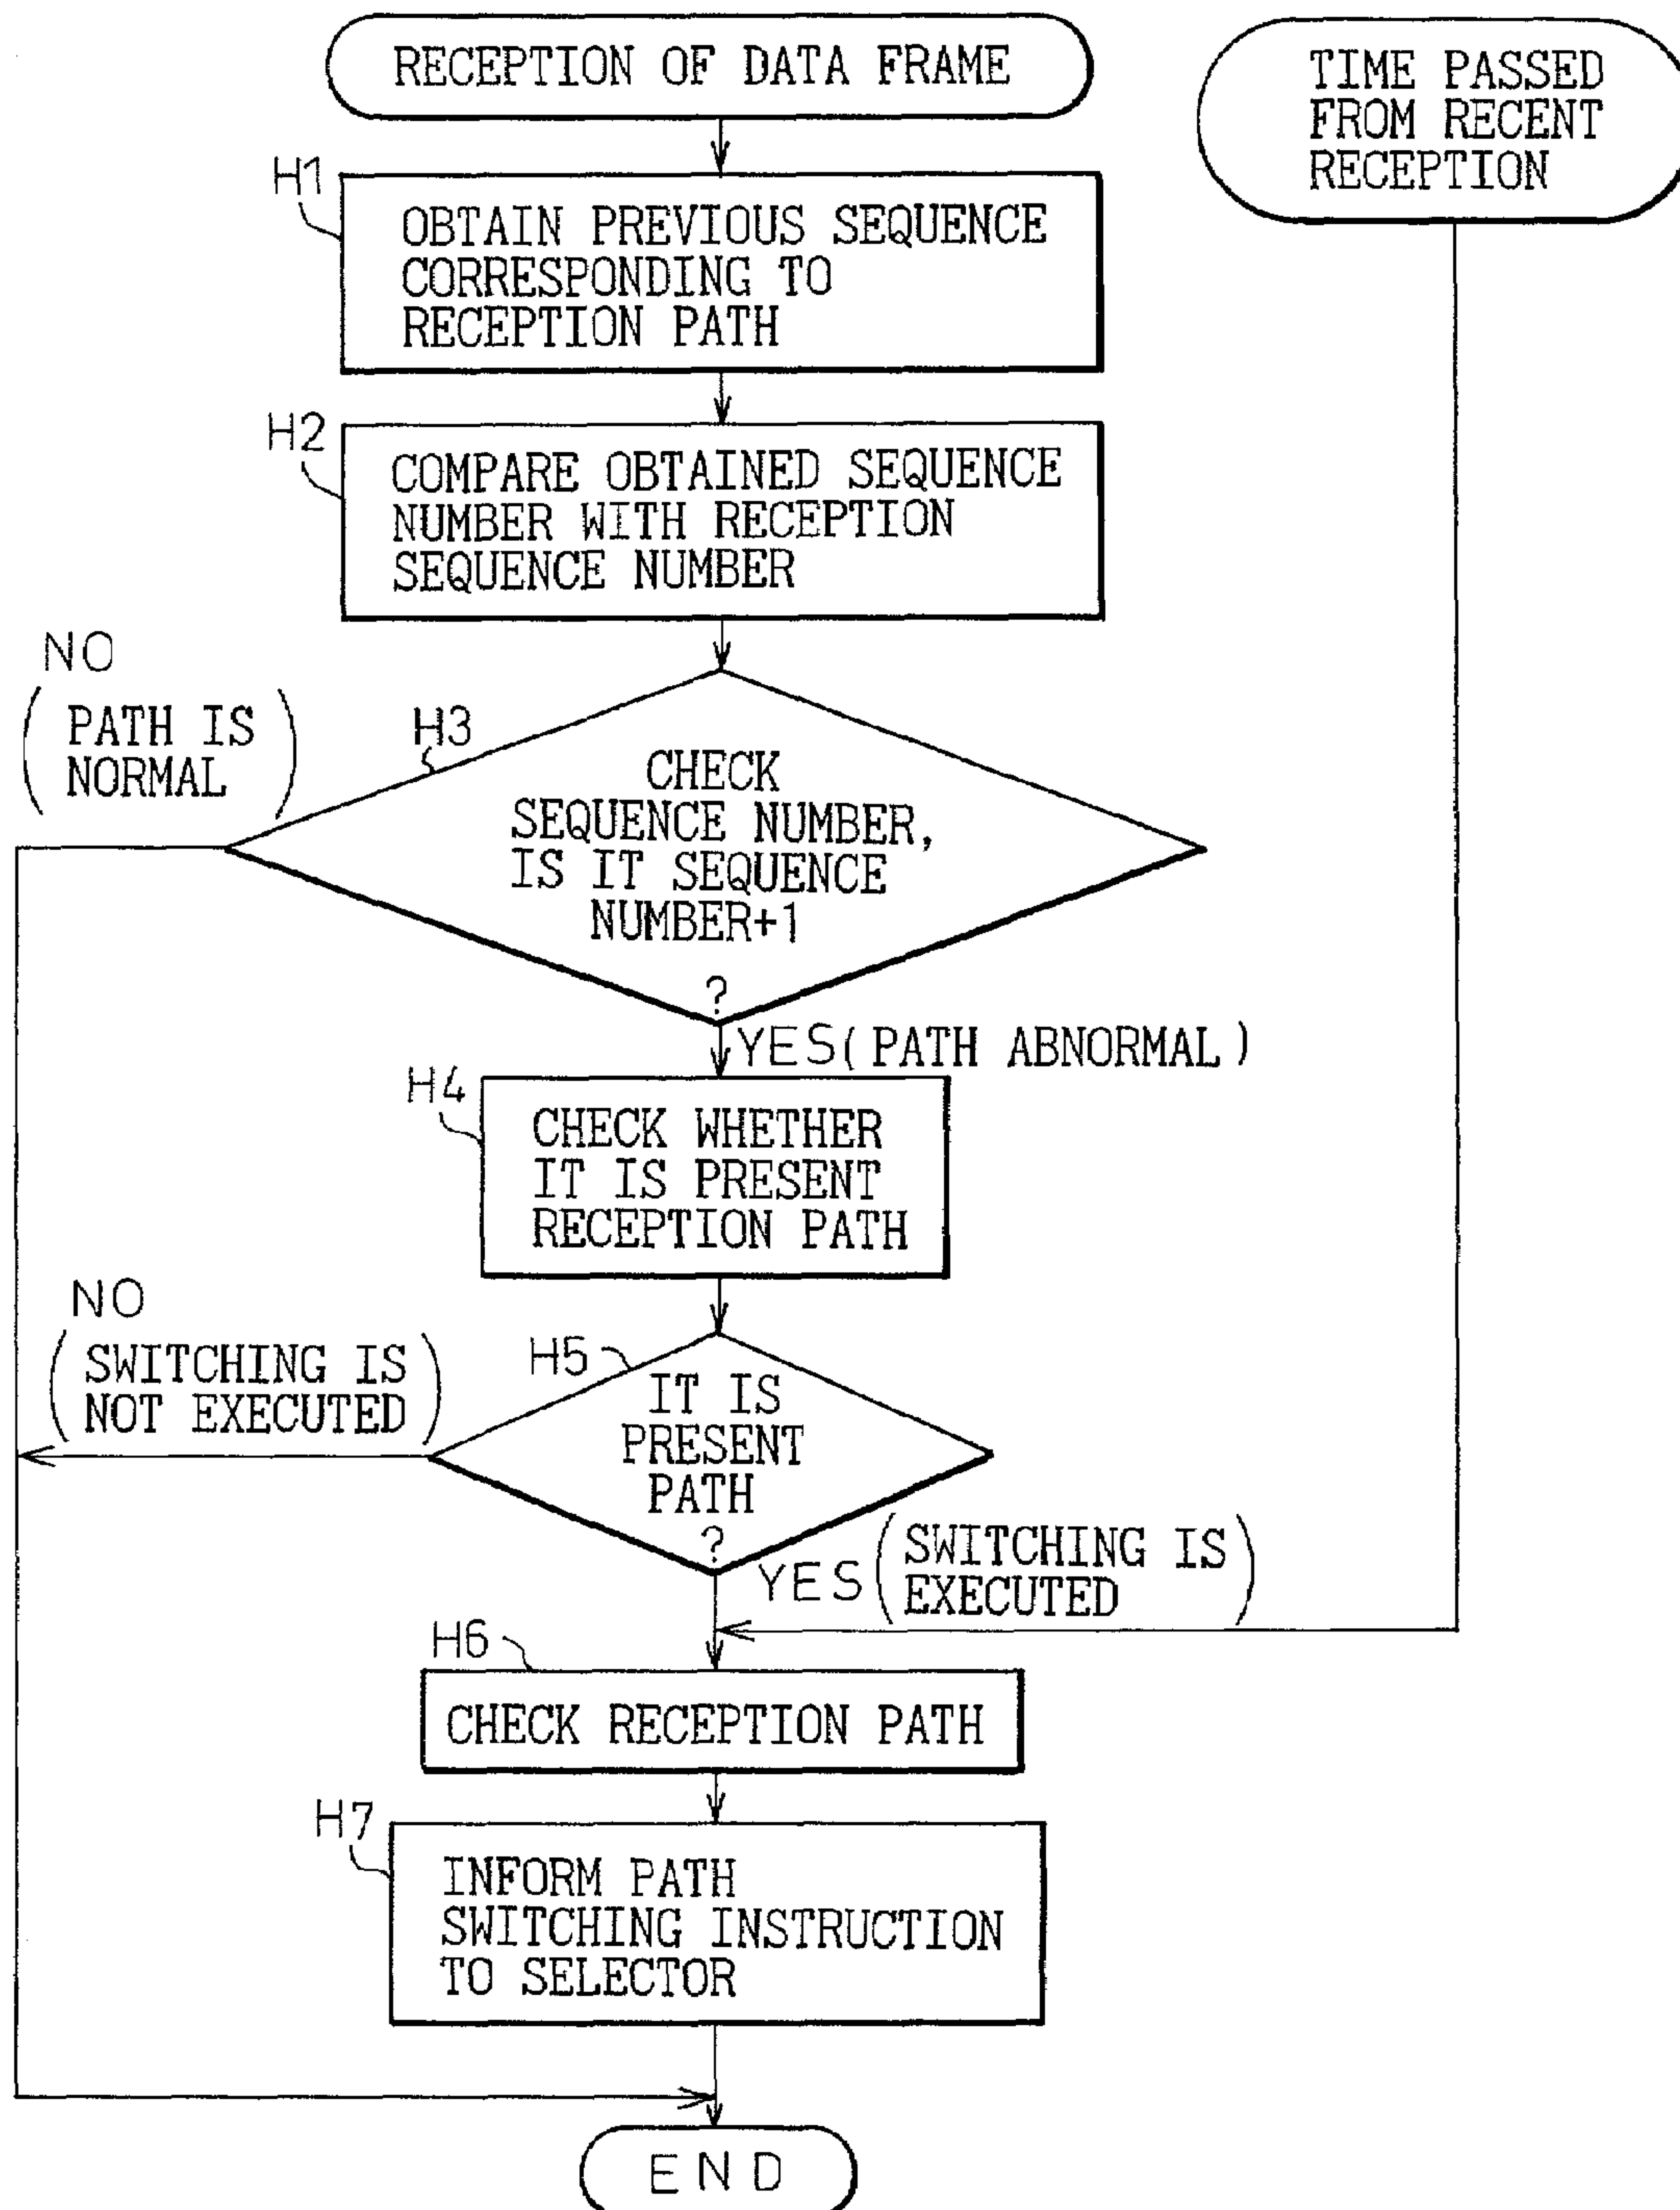 RECEPTION OF DATA FRAME
TIME PASSED
FROM RECENT
RECEPTION
H1
OBTAIN PREVIOUS SEQUENCE
CORRESPONDING TO
RECEPTION PATH
H2
COMPARE OBTAINED SEQUENCE
NUMBER WITH RECEPTION
SEQUENCE NUMBER
NO
( PATH IS
NORMAL )
H3
CHECK
SEQUENCE NUMBER,
IS IT SEQUENCE
NUMBER+1
?
YES ( PATH ABNORMAL )
H4
CHECK WHETHER
IT IS PRESENT
RECEPTION PATH
NO
( SWITCHING IS
NOT EXECUTED )
H5
IT IS
PRESENT
PATH
?
YES ( SWITCHING IS
EXECUTED )
H6
CHECK RECEPTION PATH
H7
INFORM PATH
SWITCHING INSTRUCTION
TO SELECTOR
END